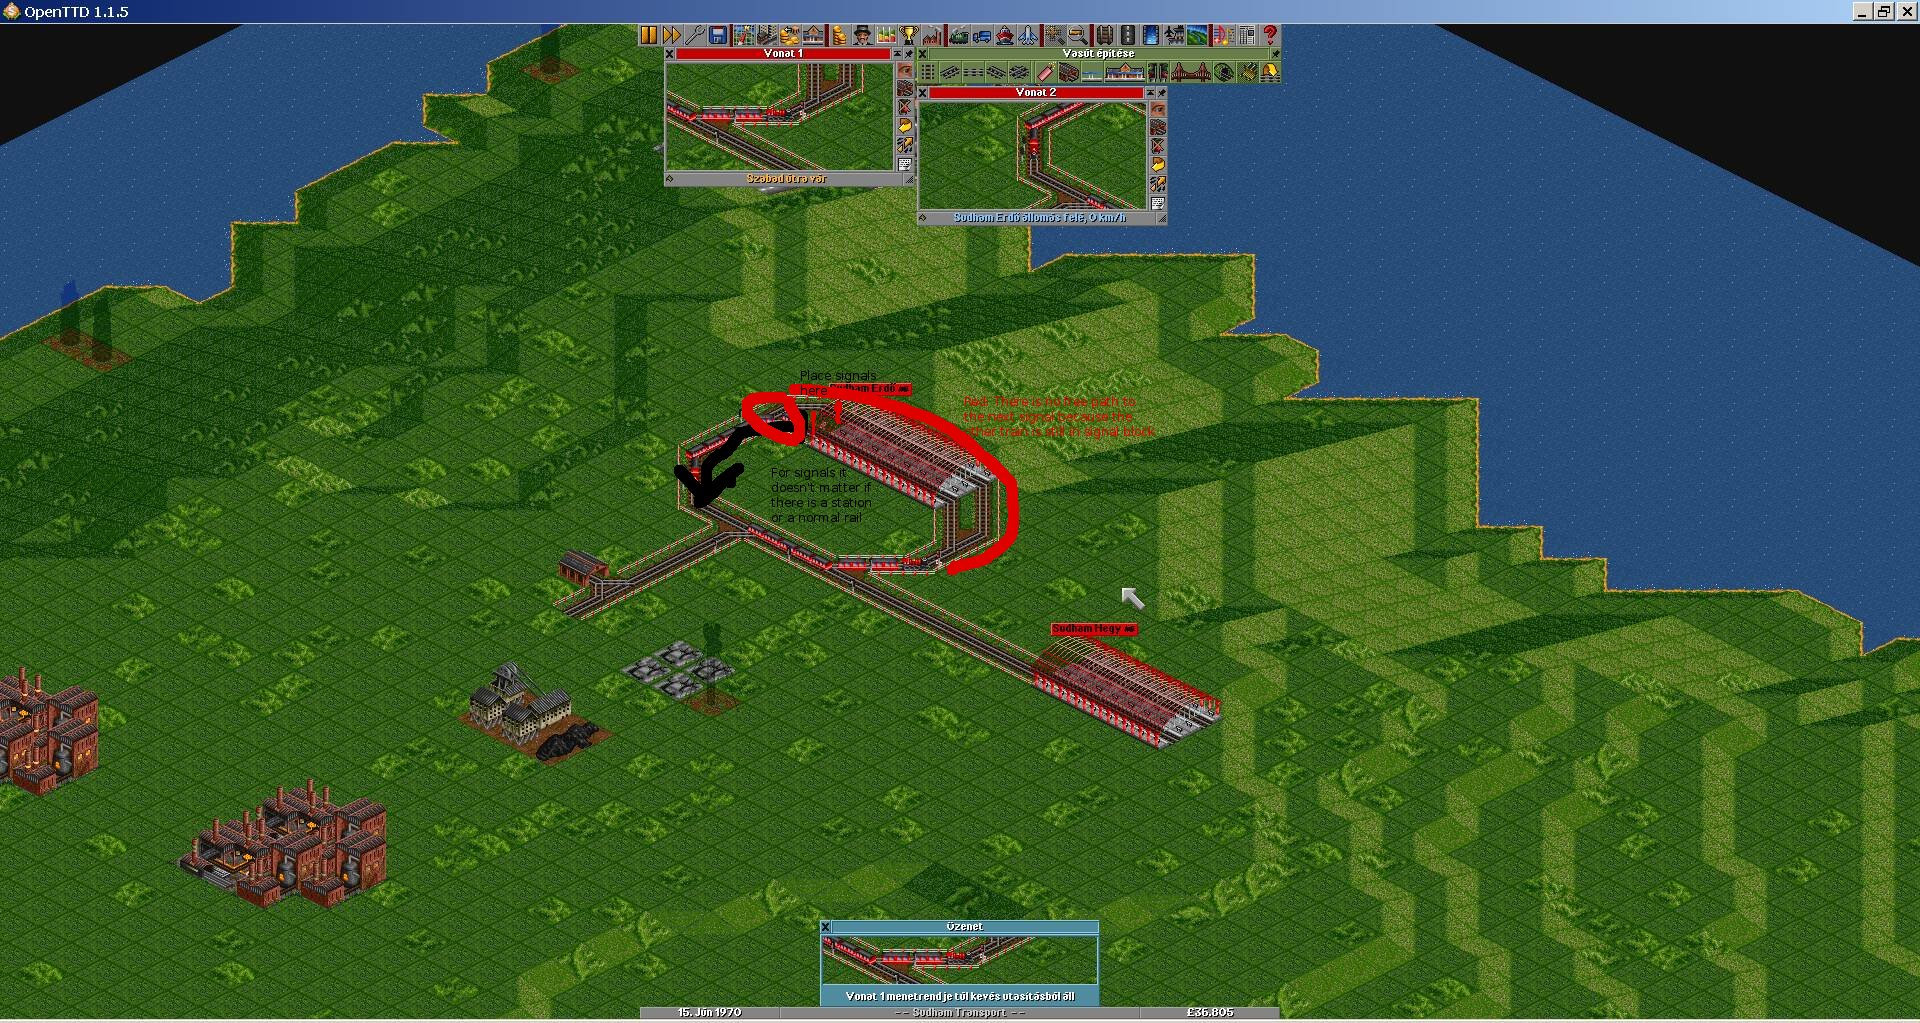 OpenTTD 1.1.5
Vonat 1
Vasút építése
Vonat 2
Szabad útra vár
Sudham Erdő állomás felé, 0 km/h
Place signals
here
Sudham Erdő
Red: There is no free path to
the next signal because the
other train is still in signal block
For signals it
doesn't matter if
there is a station
or a normal rail
Sudham Hegy
Üzenet
Vonat 1 menetrendje túl kevés utasításból áll
15. Jún 1970
-- Sudham Transport --
£36.805